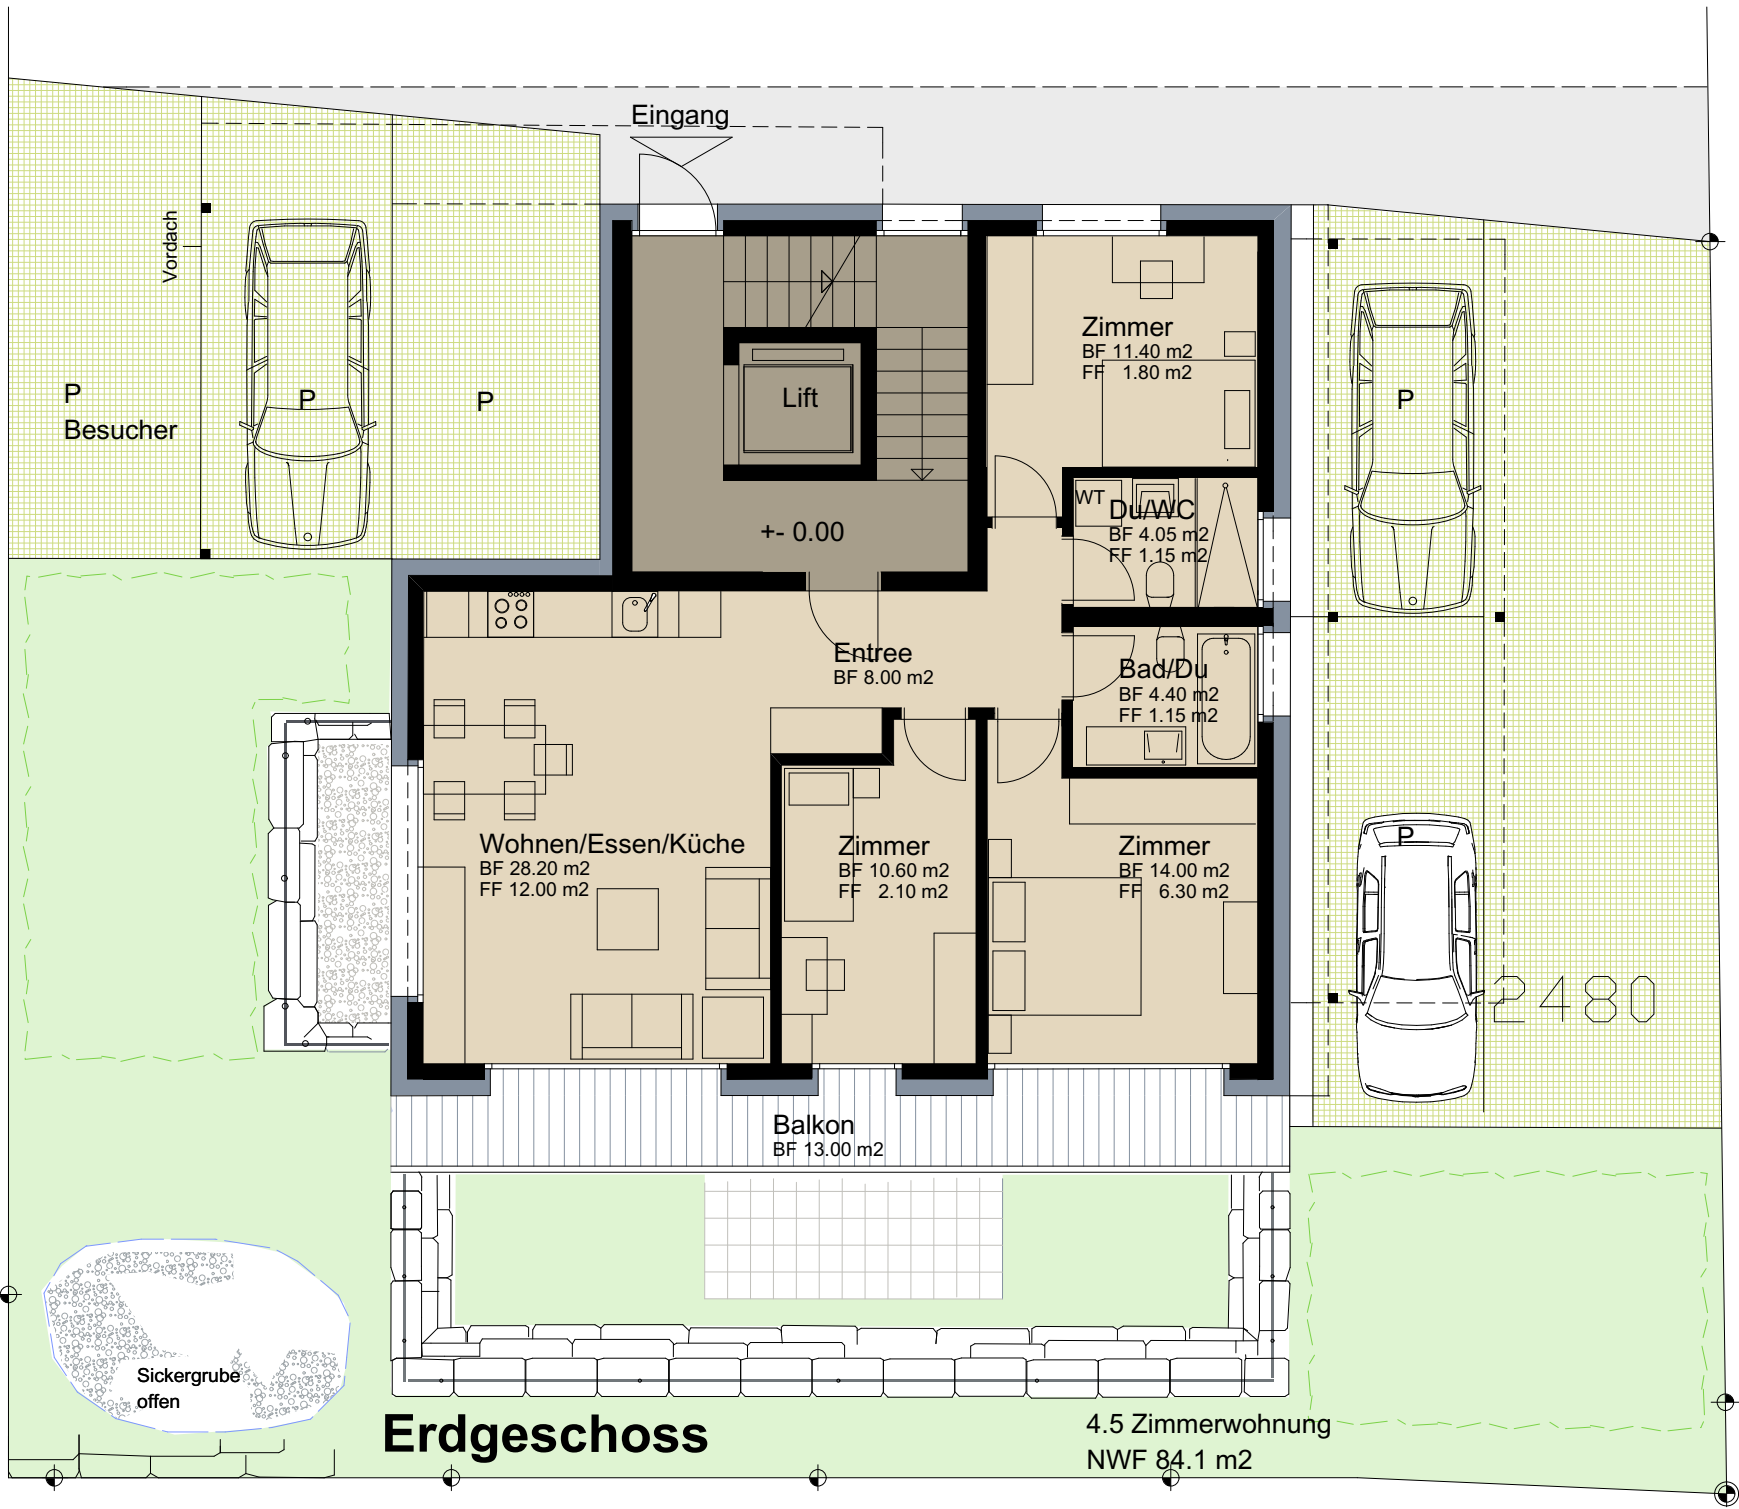 Eingang
Vordach
P
Besucher
P
P
Lift
+- 0.00
Zimmer
BF 11.40 m2
FF 1.80 m2
P
WT
Du/WC
BF 4.05 m2
FF 1.15 m2
Entree
BF 8.00 m2
Bad/Du
BF 4.40 m2
FF 1.15 m2
Wohnen/Essen/Küche
BF 28.20 m2
FF 12.00 m2
Zimmer
BF 10.60 m2
FF 2.10 m2
Zimmer
BF 14.00 m2
FF 6.30 m2
P
2480
Balkon
BF 13.00 m2
Sickergrube
offen
Erdgeschoss
4.5 Zimmerwohnung
NWF 84.1 m2